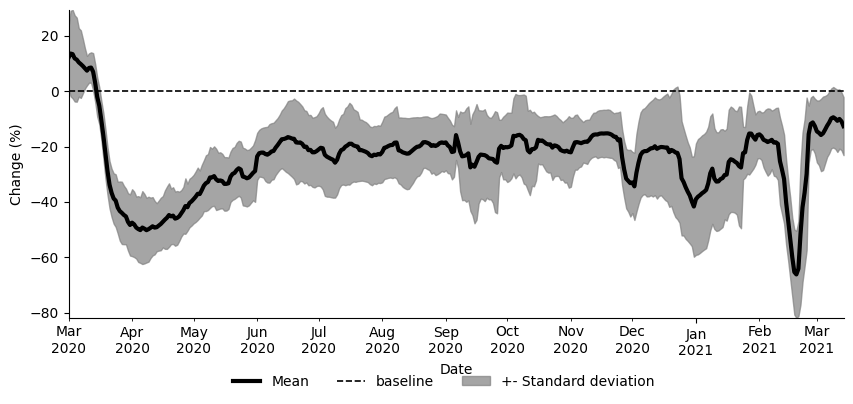 20
0
−20
−40
−60
−80
Change (%)
Mar Apr May Jun Jul Aug Sep Oct Nov Dec Jan Feb Mar
2020 2020 2020 2020 2020 2020 2020 2020 2020 2020 2021 2021 2021
Date
Mean baseline +- Standard deviation